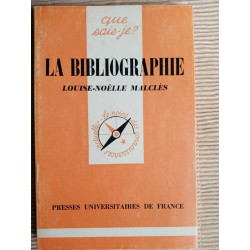 que
sais-je?
LA BIBLIOGRAPHIE
LOUISE-NOËLLE MALCLÈS
PRESSES UNIVERSITAIRES DE FRANCE